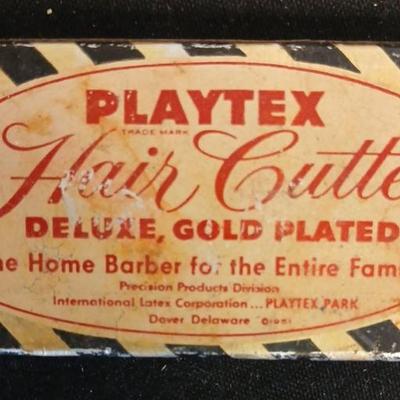 PLAYTEX
TRADE MARK
Hair Cutte
DELUXE, GOLD PLATED
he Home Barber for the Entire Fam
Precision Products Division
International Latex Corporation... PLAYTEX PARK
Dover Delaware ©1951